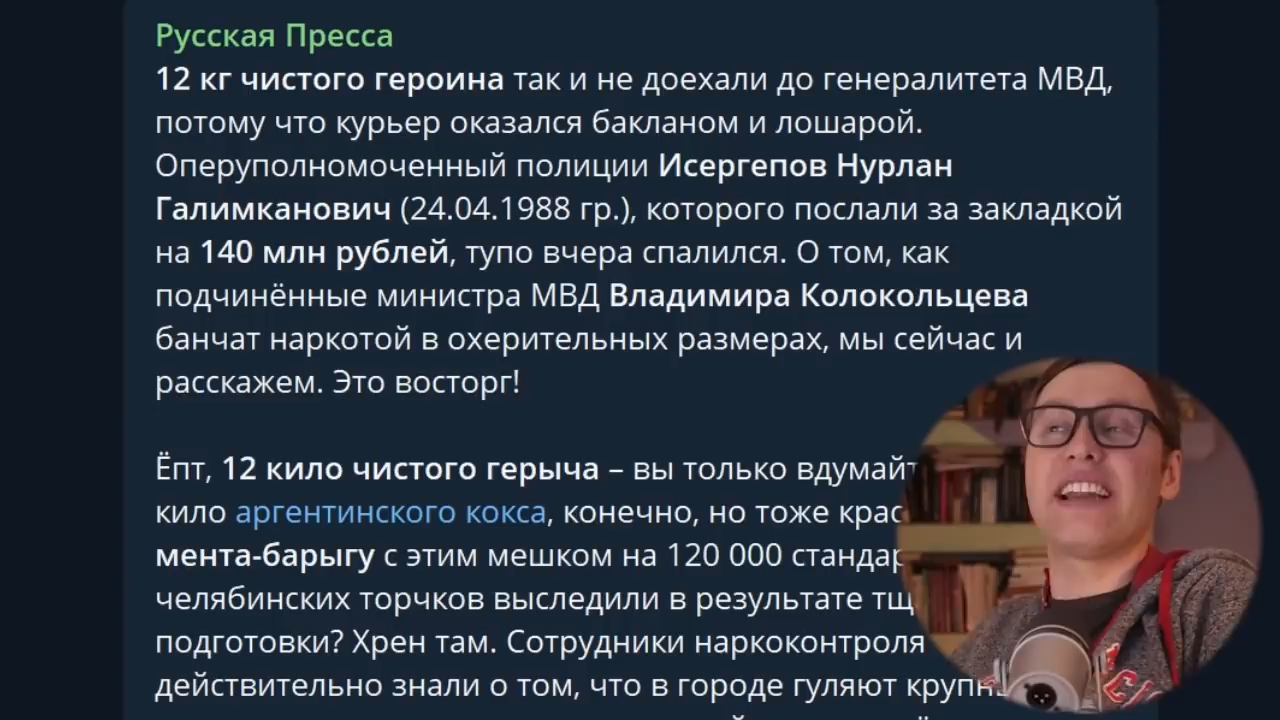 Русская Пресса
12 кг чистого героина так и не доехали до генералитета МВД,
потому что курьер оказался бакланом и лошарой.
Оперуполномоченный полиции Исергепов Нурлан
Галимканович (24.04.1988 гр.), которого послали за закладкой
на 140 млн рублей, тупо вчера спалился. О том, как
подчинённые министра МВД Владимира Колокольцева
банчат наркотой в охерительных размерах, мы сейчас и
расскажем. Это восторг!
Ёпт, 12 кило чистого герыча – вы только
кило аргентинского кокса, конечно, но тоже
мента-барыгу с этим мешком на 120 000
челябинских торчков выследили в результате
подготовки? Хрен там. Сотрудники наркоконтроля
действительно знали о том, что в городе гуляют